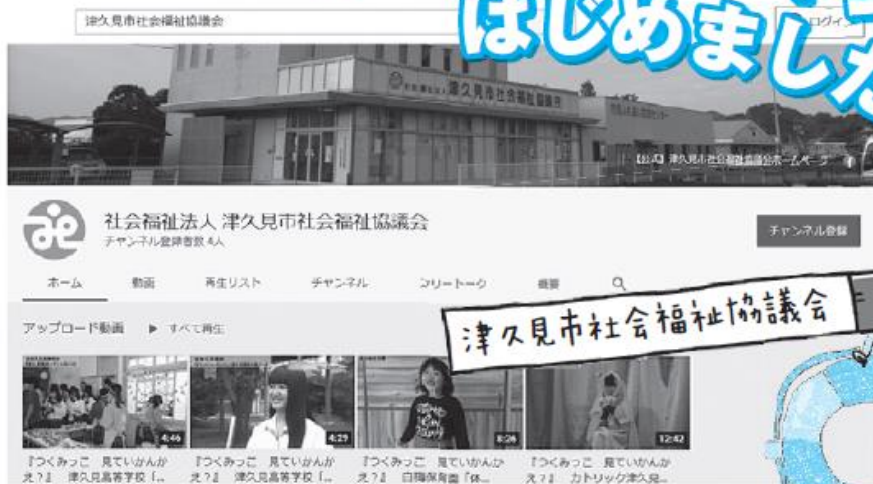 津久見市社会福祉協議会
ログイン
はじめました
津久見市社会福祉協議会
【公式】津久見市社会福祉協議会ホームページ
社会福祉法人 津久見市社会福祉協議会
チャンネル登録者数 4人
チャンネル登録
ホーム 動画 再生リスト チャンネル フリートーク 概要
津久見市社会福祉協議会
アップロード動画 ▶ すべて再生
4:46
4:29
8:26
12:42
『つくみっこ 見ていかんか
え?』 津久見高等学校「...
『つくみっこ 見ていかんか
え?』 津久見高等学校「...
『つくみっこ 見ていかんか
え?』 白梅保育園「体...
『つくみっこ 見ていかんか
え?』 カトリック津久見...